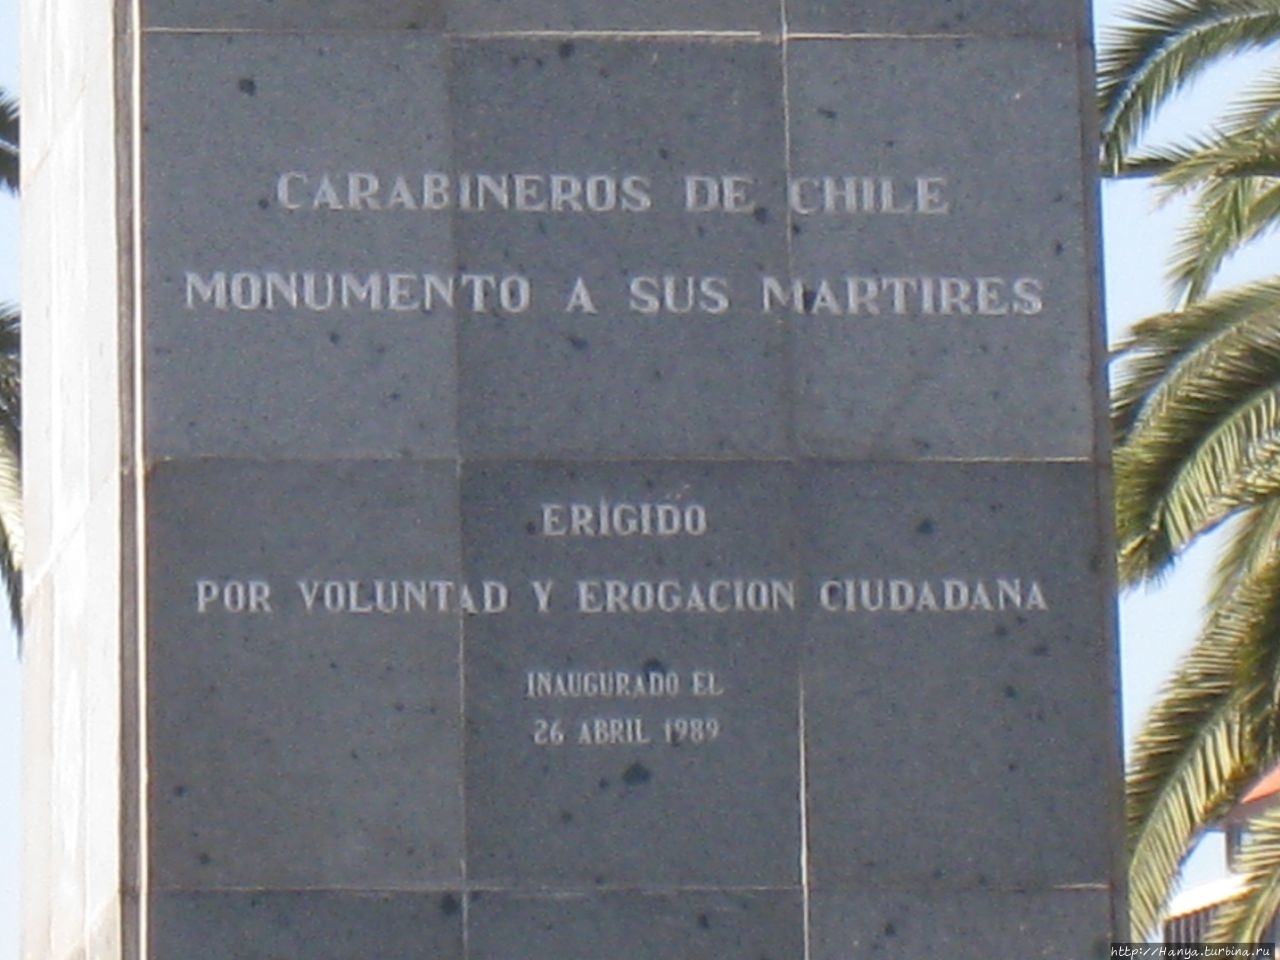 CARABINEROS DE CHILE
MONUMENTO A SUS MARTIRES
ERIGIDO
POR VOLUNTAD Y EROGACION CIUDADANA
INAUGURADO EL
26 ABRIL 1989
http://Hanya.turbina.ru